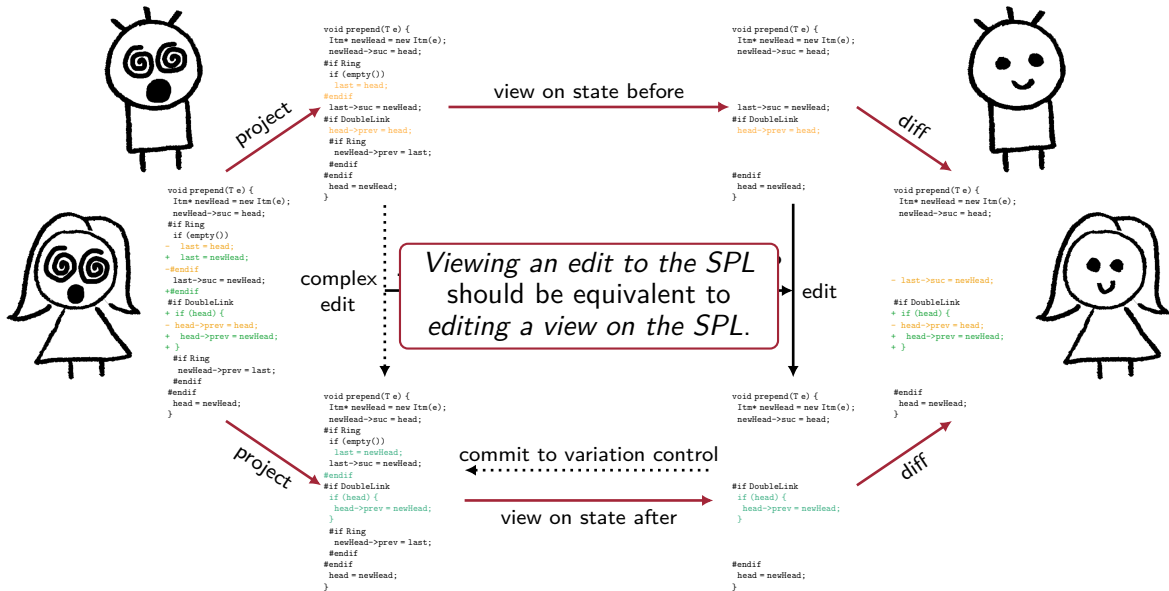 void prepend(T e) {
Itm* newHead = new Itm(e);
newHead->suc = head;
#if Ring
if (empty())
last = head;
#endif
last->suc = newHead;
#if DoubleLink
head->prev = head;
#if Ring
newHead->prev = last;
#endif
#endif
head = newHead;
}
view on state before
void prepend(T e) {
Itm* newHead = new Itm(e);
newHead->suc = head;
last->suc = newHead;
#if DoubleLink
head->prev = head;
#endif
head = newHead;
}
project
diff
void prepend(T e) {
Itm* newHead = new Itm(e);
newHead->suc = head;
#if Ring
if (empty())
- last = head;
+ last = newHead;
-#endif
last->suc = newHead;
+#endif
#if DoubleLink
+ if (head) {
- head->prev = head;
+ head->prev = newHead;
+ }
#if Ring
newHead->prev = last;
#endif
#endif
head = newHead;
}
complex
edit
Viewing an edit to the SPL
should be equivalent to
editing a view on the SPL.
edit
void prepend(T e) {
Itm* newHead = new Itm(e);
newHead->suc = head;
- last->suc = newHead;
#if DoubleLink
+ if (head) {
- head->prev = head;
+ head->prev = newHead;
+ }
#endif
head = newHead;
}
project
diff
void prepend(T e) {
Itm* newHead = new Itm(e);
newHead->suc = head;
#if Ring
if (empty())
last = newHead;
last->suc = newHead;
#endif
#if DoubleLink
if (head) {
head->prev = newHead;
}
#if Ring
newHead->prev = last;
#endif
#endif
head = newHead;
}
commit to variation control
view on state after
void prepend(T e) {
Itm* newHead = new Itm(e);
newHead->suc = head;
#if DoubleLink
if (head) {
head->prev = newHead;
}
#endif
head = newHead;
}